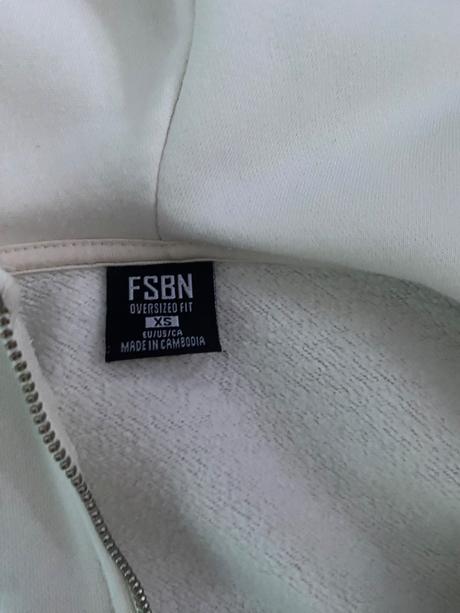 FSBN
OVERSIZED FIT
XS
EU/US/CA
MADE IN CAMBODIA